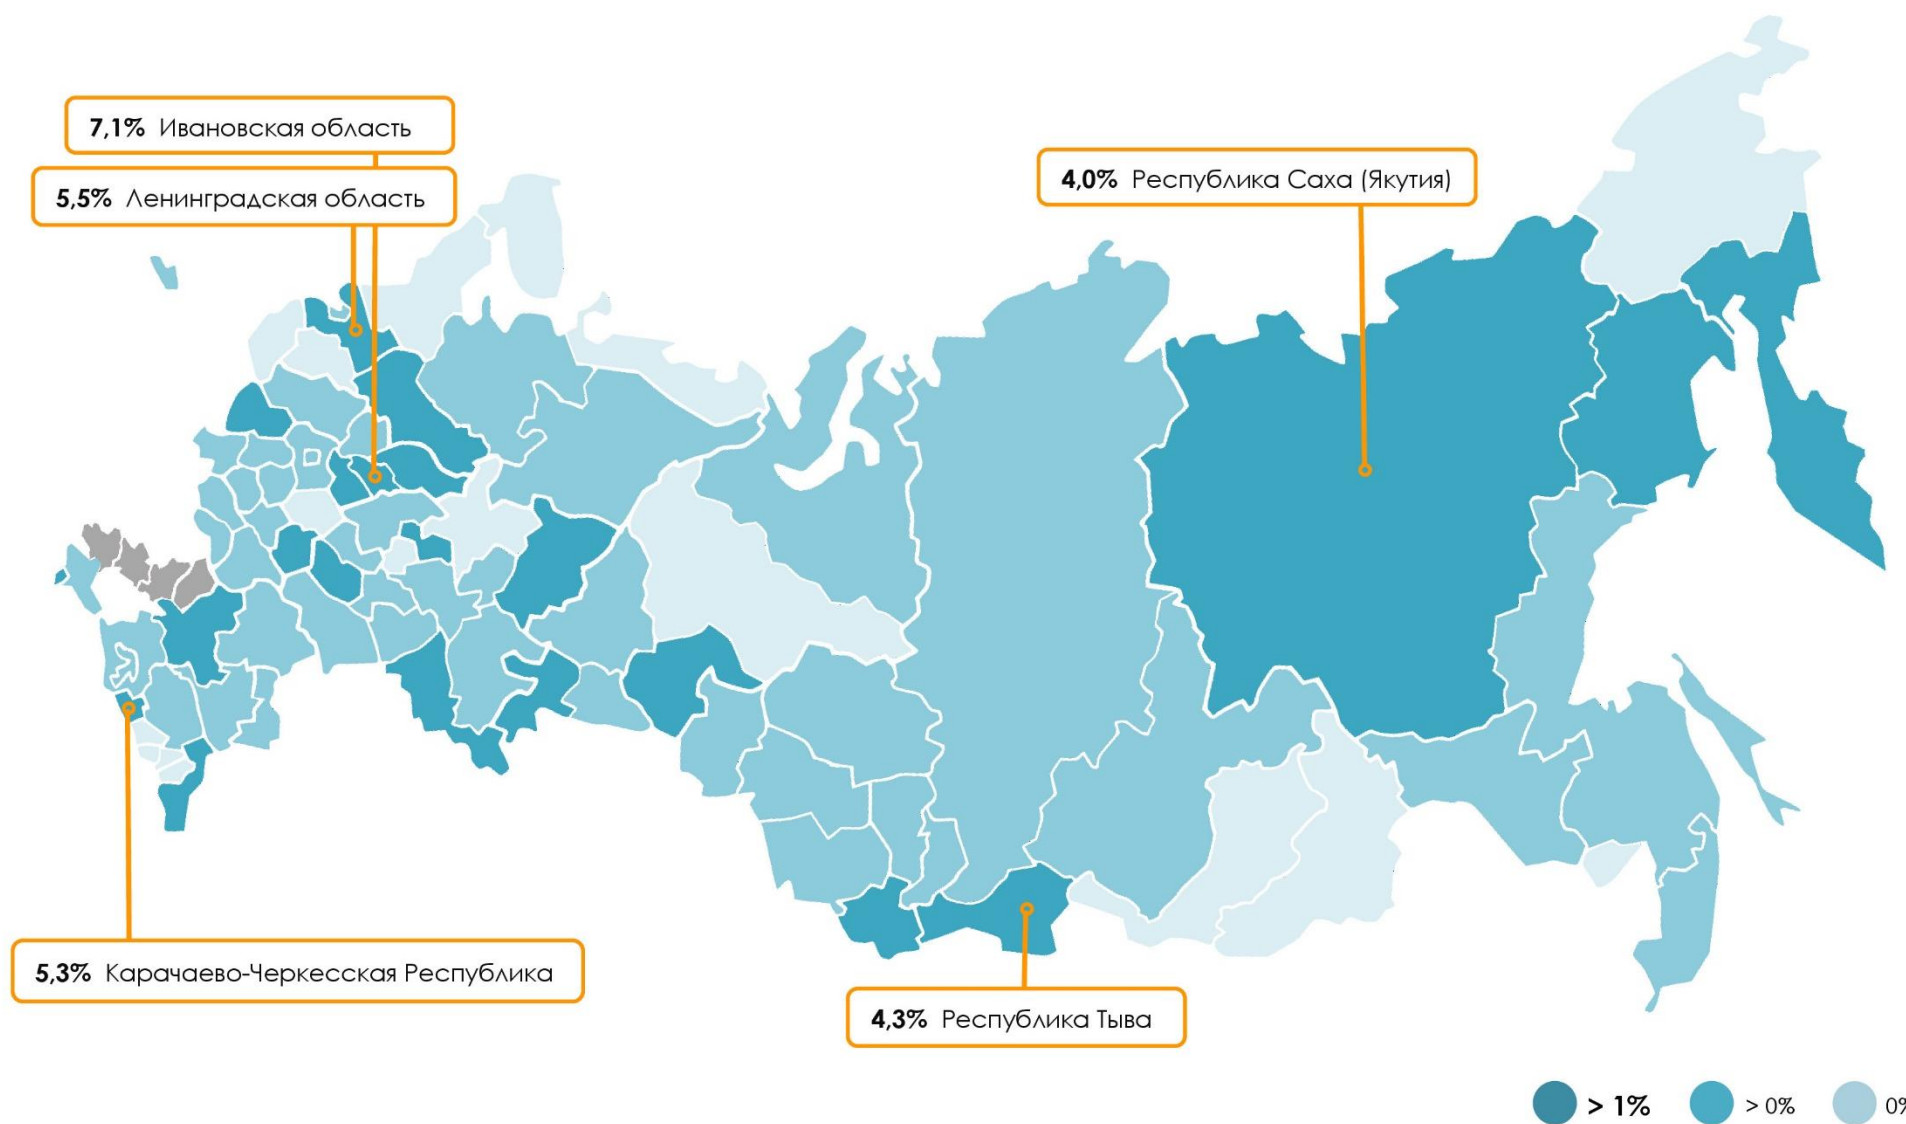 7,1% Ивановская область
5,5% Ленинградская область
4,0% Республика Саха (Якутия)
5,3% Карачаево-Черкесская Республика
4,3% Республика Тыва
> 1% > 0% 0%